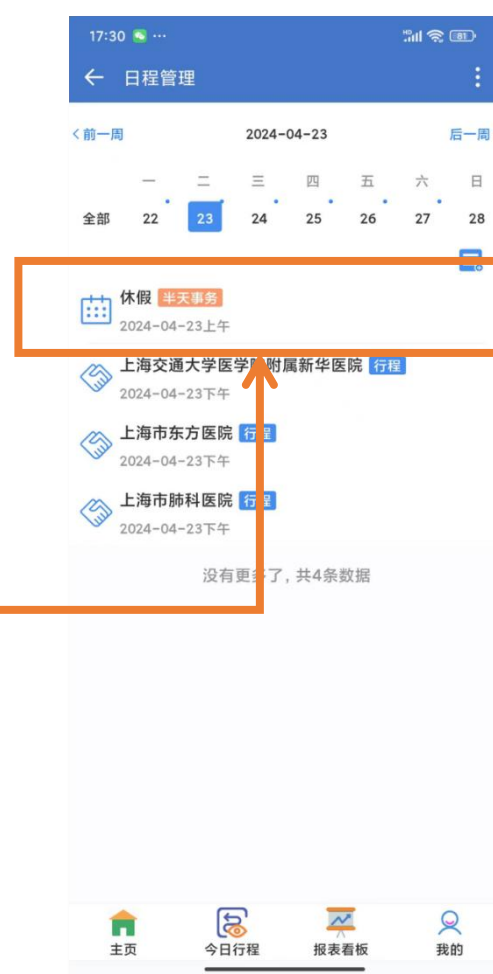 17:30 ... HD 81
日程管理
前一周 2024-04-23 后一周
一 二 三 四 五 六 日
全部 22 23 24 25 26 27 28
休假 半天事务
2024-04-23上午
上海交通大学医学院附属新华医院 行程
2024-04-23下午
上海市东方医院 行程
2024-04-23下午
上海市肺科医院 行程
2024-04-23下午
没有更多了, 共4条数据
主页 今日行程 报表看板 我的